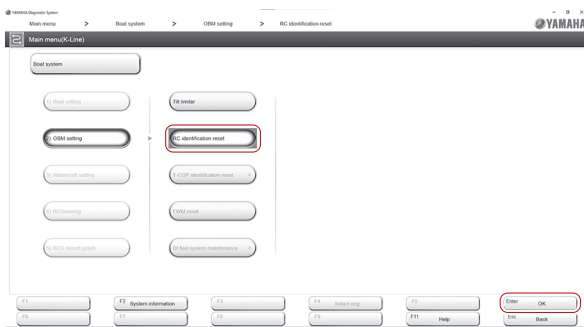 YAMAHA Diagnostic System
Main menu > Boat system > OBM setting > RC identification reset
YAMAHA
Main menu(K-Line)
Boat system
1) Boat setting
Tilt limiter
2) OBM setting > RC identification reset
3) Watercraft setting
Y-COP identification reset >
4) RC/Steering
FWM reset
5) BCU record graph
DI fuel system maintenance >
F1
F2 System information
F3
F4 Select eng
F5
Enter OK
F6
F7
F8
F9
F11 Help
ESC Back